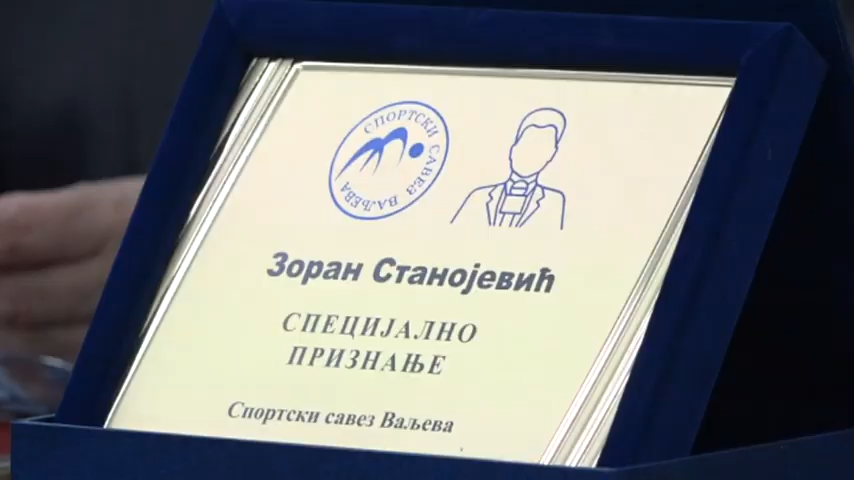 СПОРТСКИ САВЕЗ ВАЉЕВА
Зоран Станојевић
СПЕЦИЈАЛНО
ПРИЗНАЊЕ
Спортски савез Ваљева